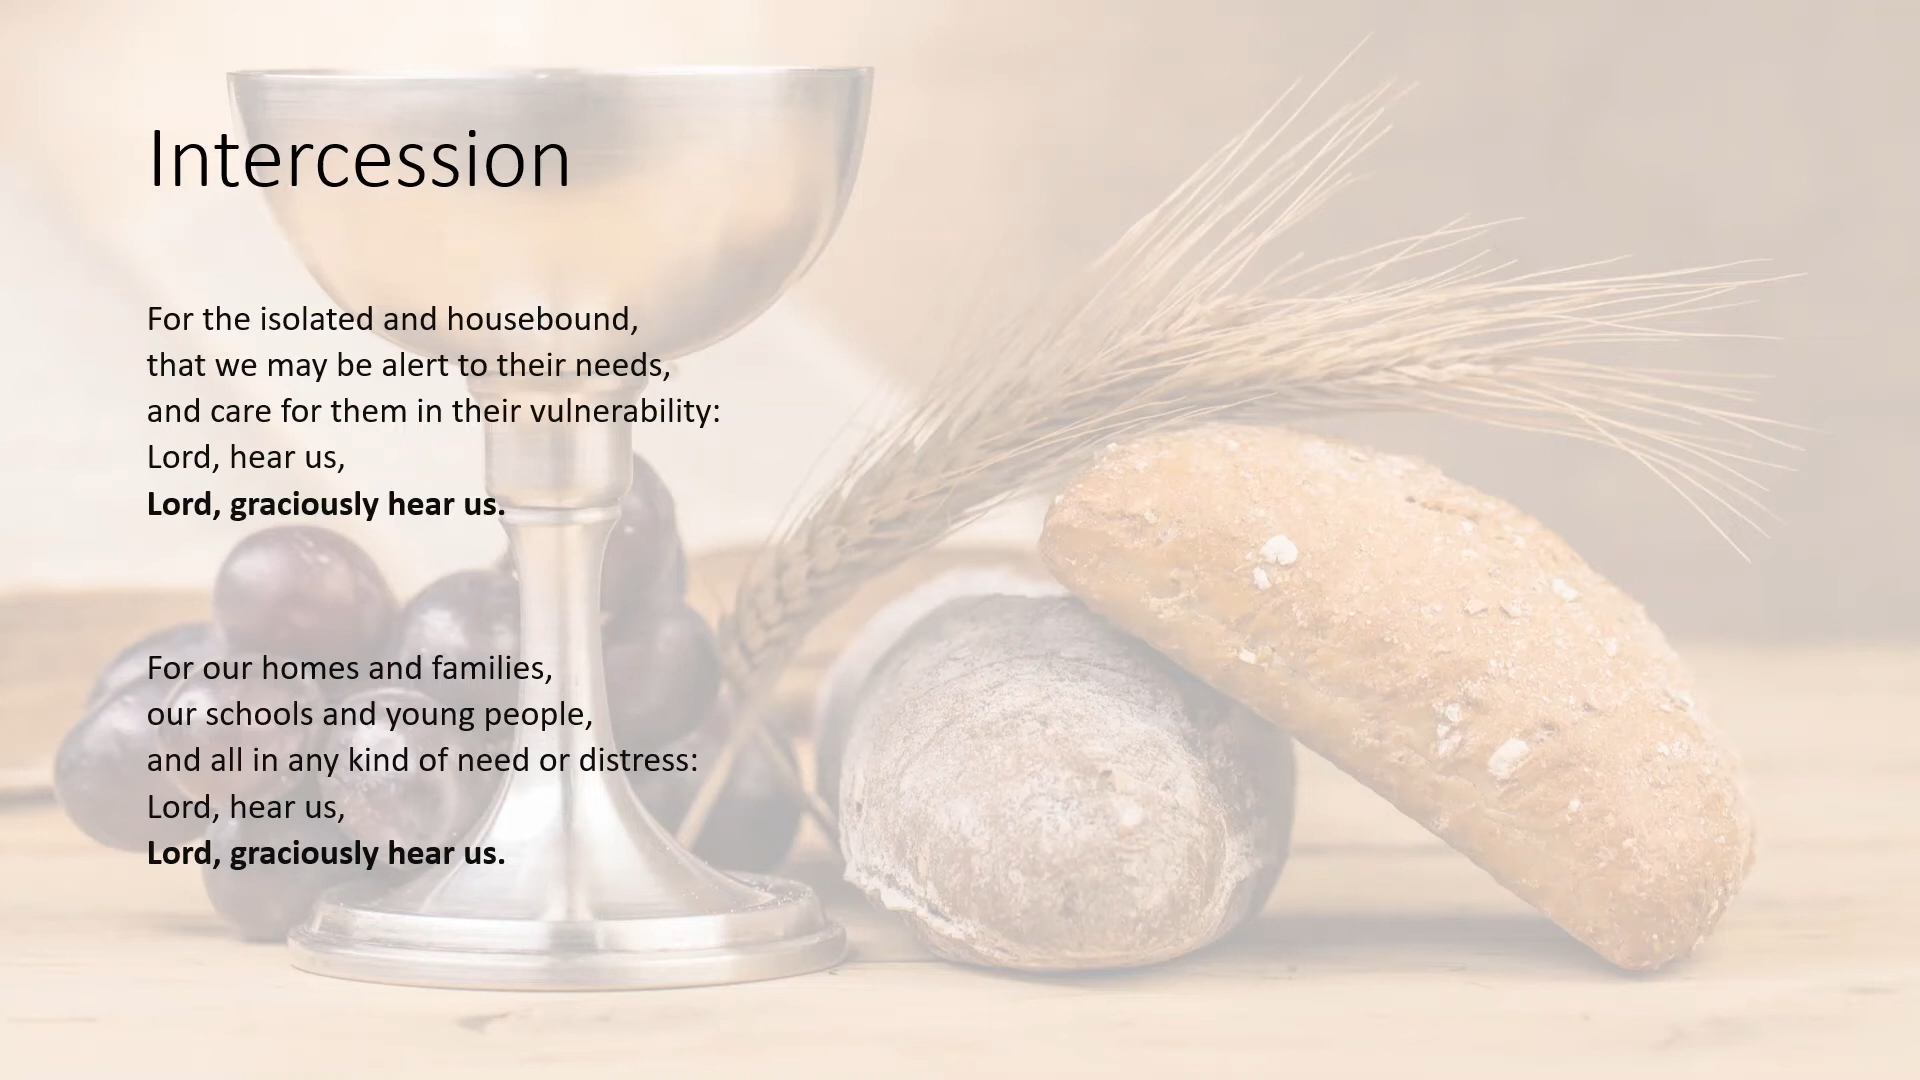 Intercession
For the isolated and housebound,
that we may be alert to their needs,
and care for them in their vulnerability:
Lord, hear us,
Lord, graciously hear us.
For our homes and families,
our schools and young people,
and all in any kind of need or distress:
Lord, hear us,
Lord, graciously hear us.